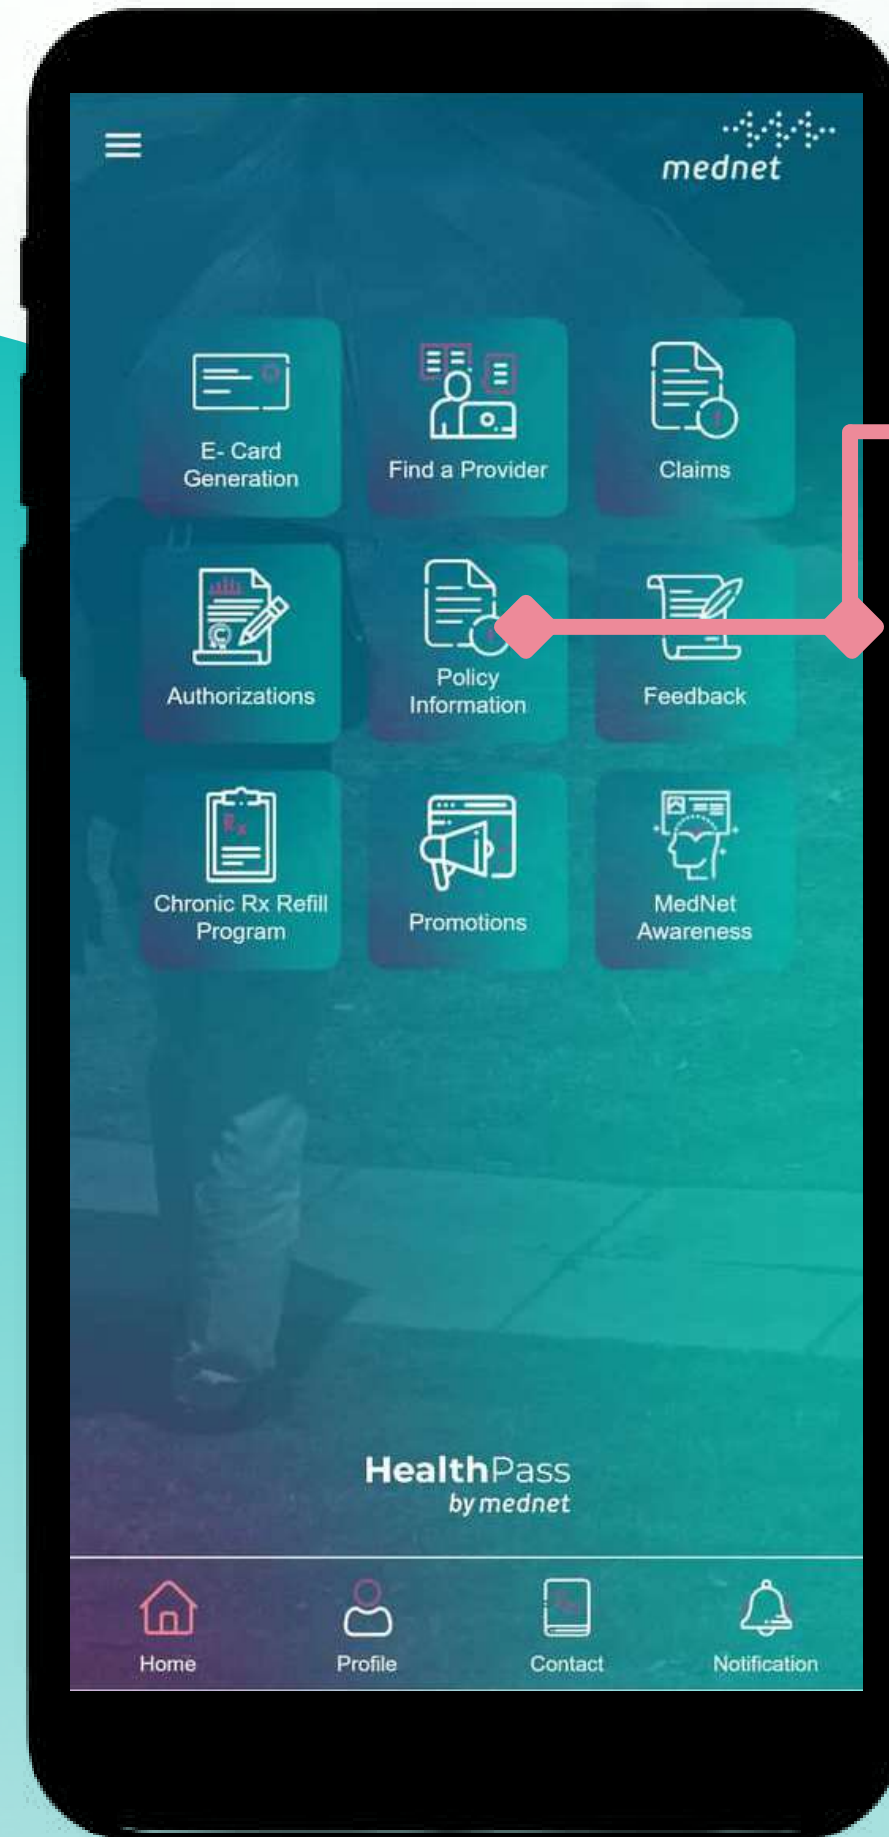 mednet
E- Card
Generation
Find a Provider
Claims
Authorizations
Policy
Information
Feedback
Rx
Chronic Rx Refill
Program
Promotions
MedNet
Awareness
HealthPass
by mednet
Home
Profile
Contact
Notification